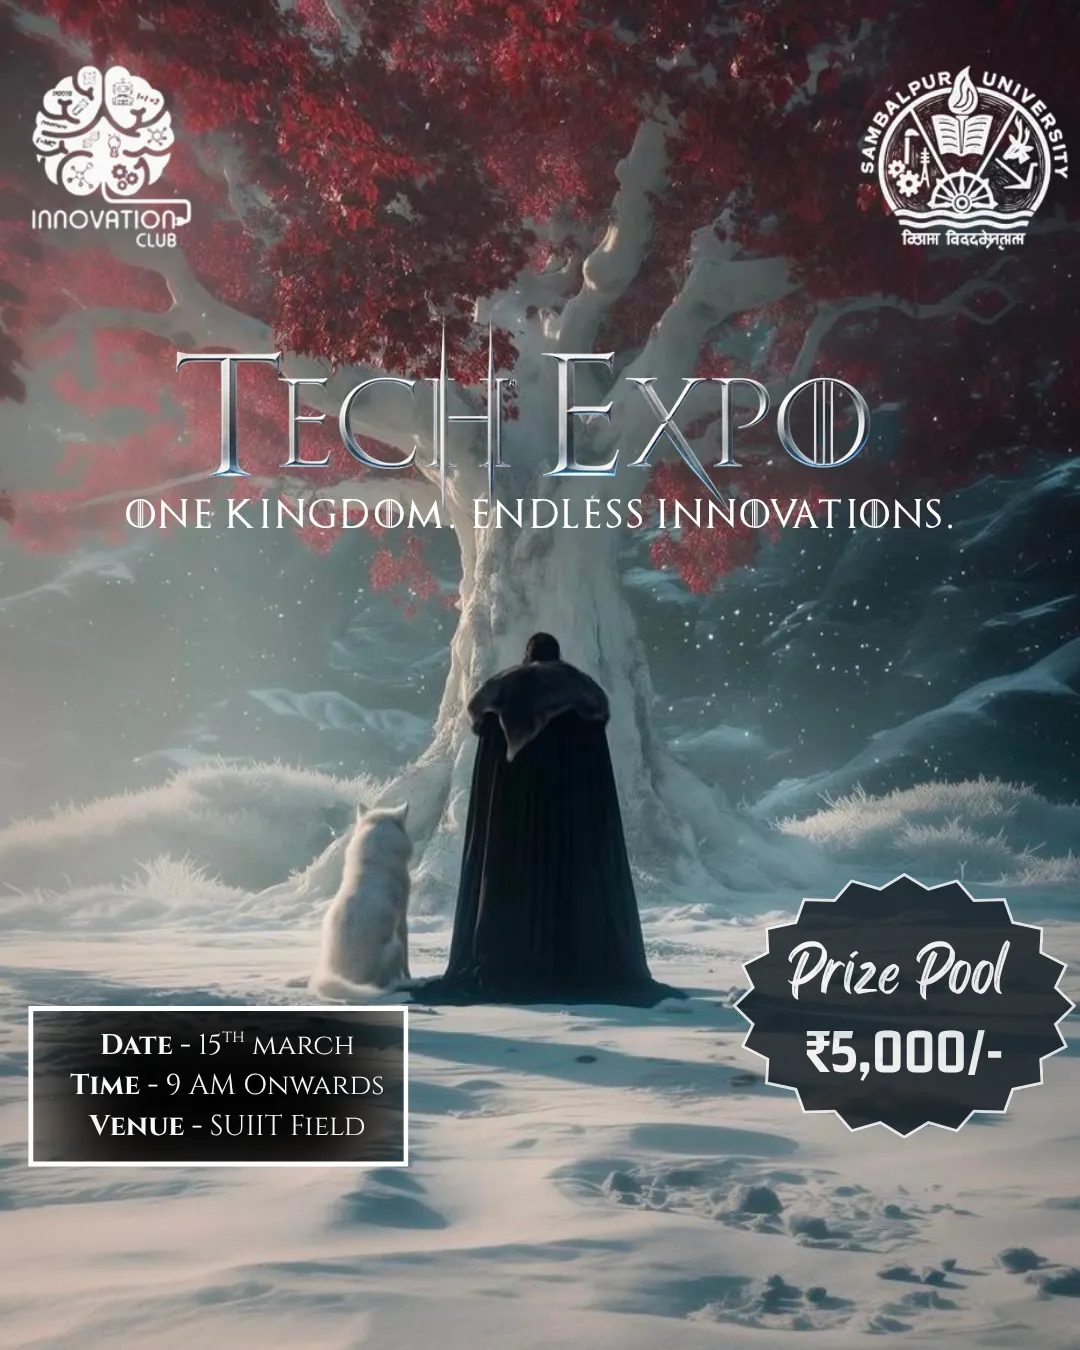 INNOVATION
CLUB
SAMBALPUR UNIVERSITY
TECH EXPO
ONE KINGDOM. ENDLESS INNOVATIONS.
DATE - 15TH MARCH
TIME - 9 AM ONWARDS
VENUE - SUIIT FIELD
Prize Pool
₹5,000/-